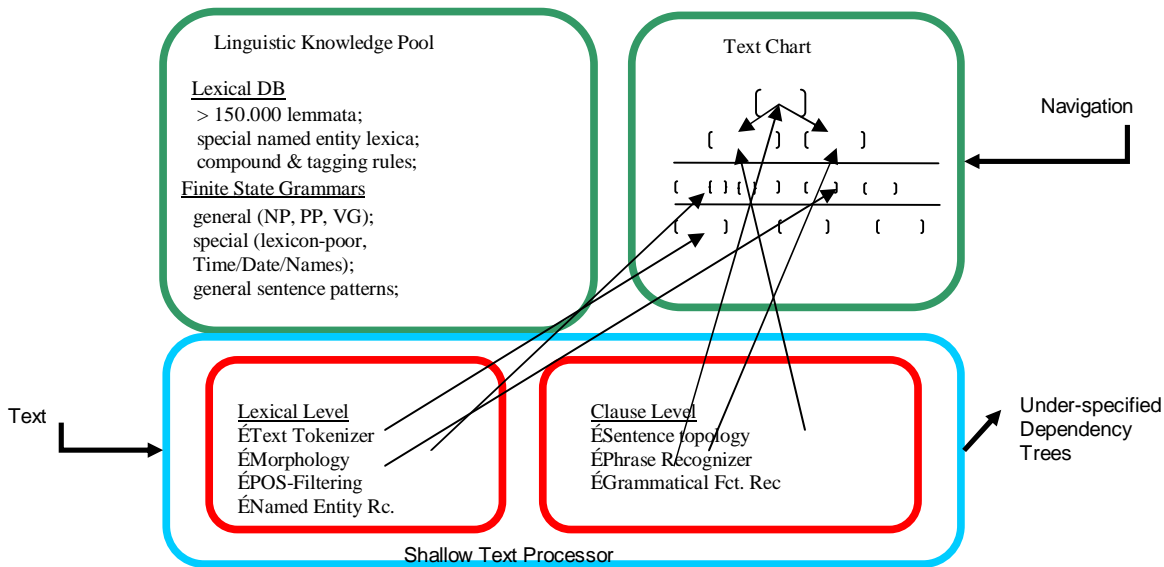 Linguistic Knowledge Pool
Lexical DB
> 150.000 lemmata;
special named entity lexica;
compound & tagging rules;
Finite State Grammars
general (NP, PP, VG);
special (lexicon-poor,
Time/Date/Names);
general sentence patterns;
Text Chart
Navigation
Text
Lexical Level
ÉText Tokenizer
ÉMorphology
ÉPOS-Filtering
ÉNamed Entity Rc.
Clause Level
ÉSentence topology
ÉPhrase Recognizer
ÉGrammatical Fct. Rec
Under-specified
Dependency
Trees
Shallow Text Processor